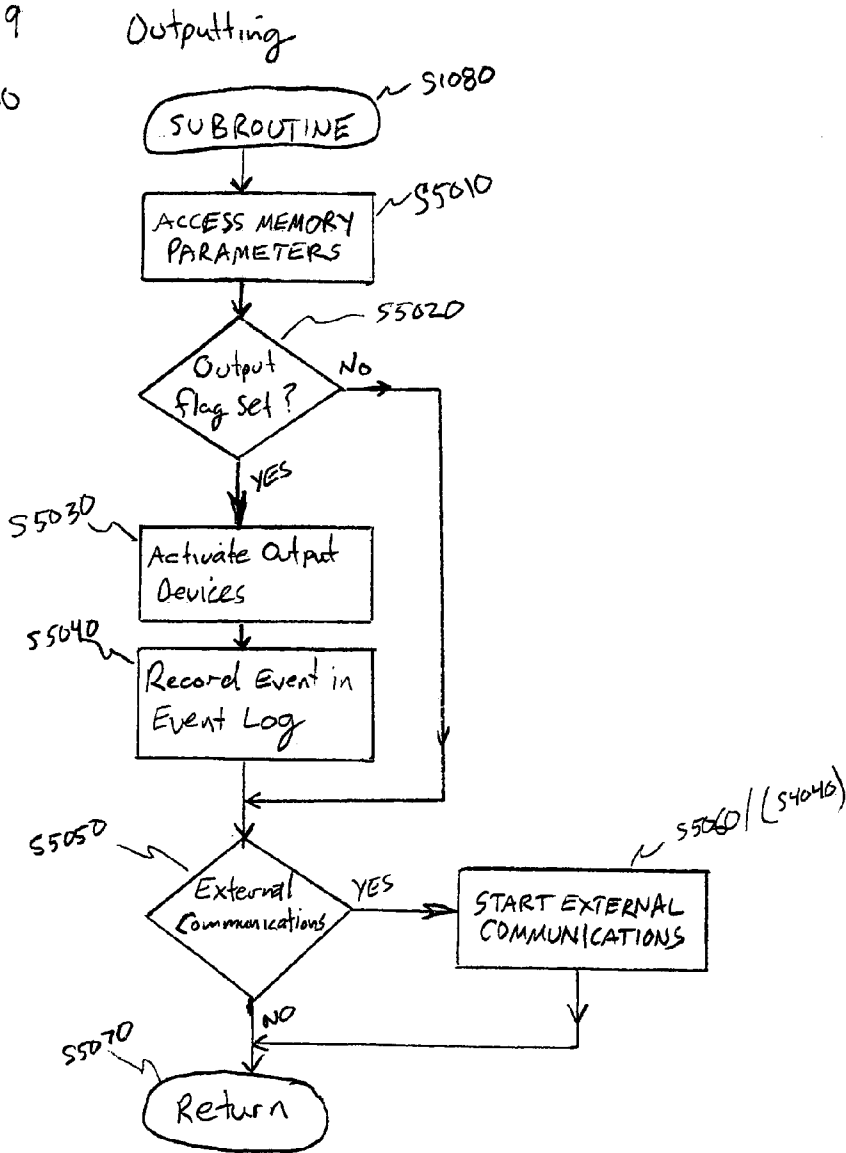 9
Outputting
0
S1080
SUBROUTINE
S5010
ACCESS MEMORY
PARAMETERS
S5020
Output
flag set?
NO
YES
S5030
Activate Output
Devices
S5040
Record Event in
Event Log
S5050
External
Communications
YES
S5060/(S4040)
START EXTERNAL
COMMUNICATIONS
NO
S5070
Return